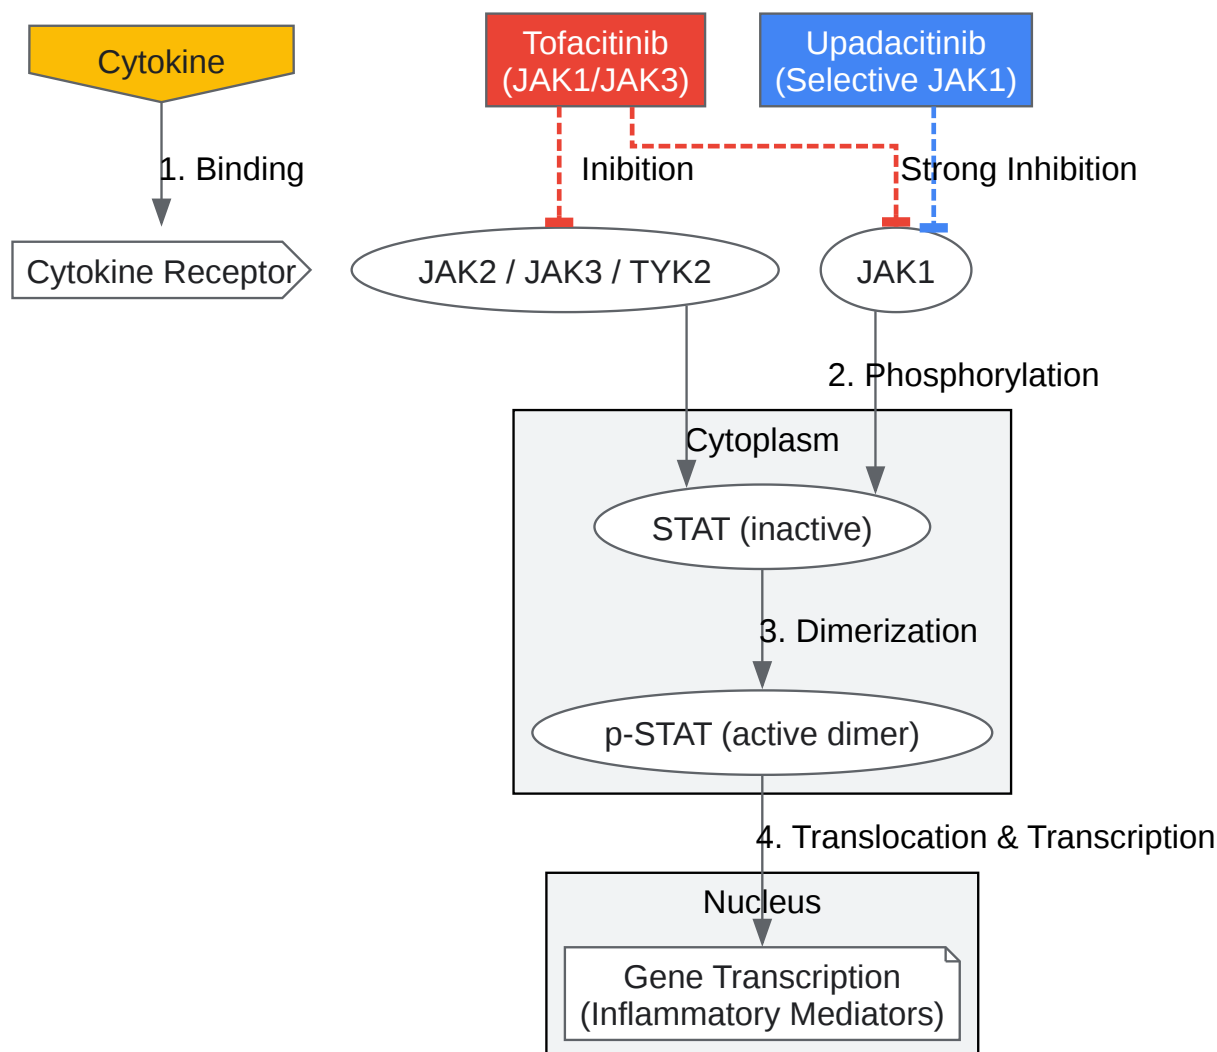 Cytokine
Tofacitinib
(JAK1/JAK3)
Upadacitinib
(Selective JAK1)
1. Binding
Inibition
Strong Inhibition
Cytokine Receptor
JAK2 / JAK3 / TYK2
JAK1
2. Phosphorylation
Cytoplasm
STAT (inactive)
3. Dimerization
p-STAT (active dimer)
4. Translocation & Transcription
Nucleus
Gene Transcription
(Inflammatory Mediators)